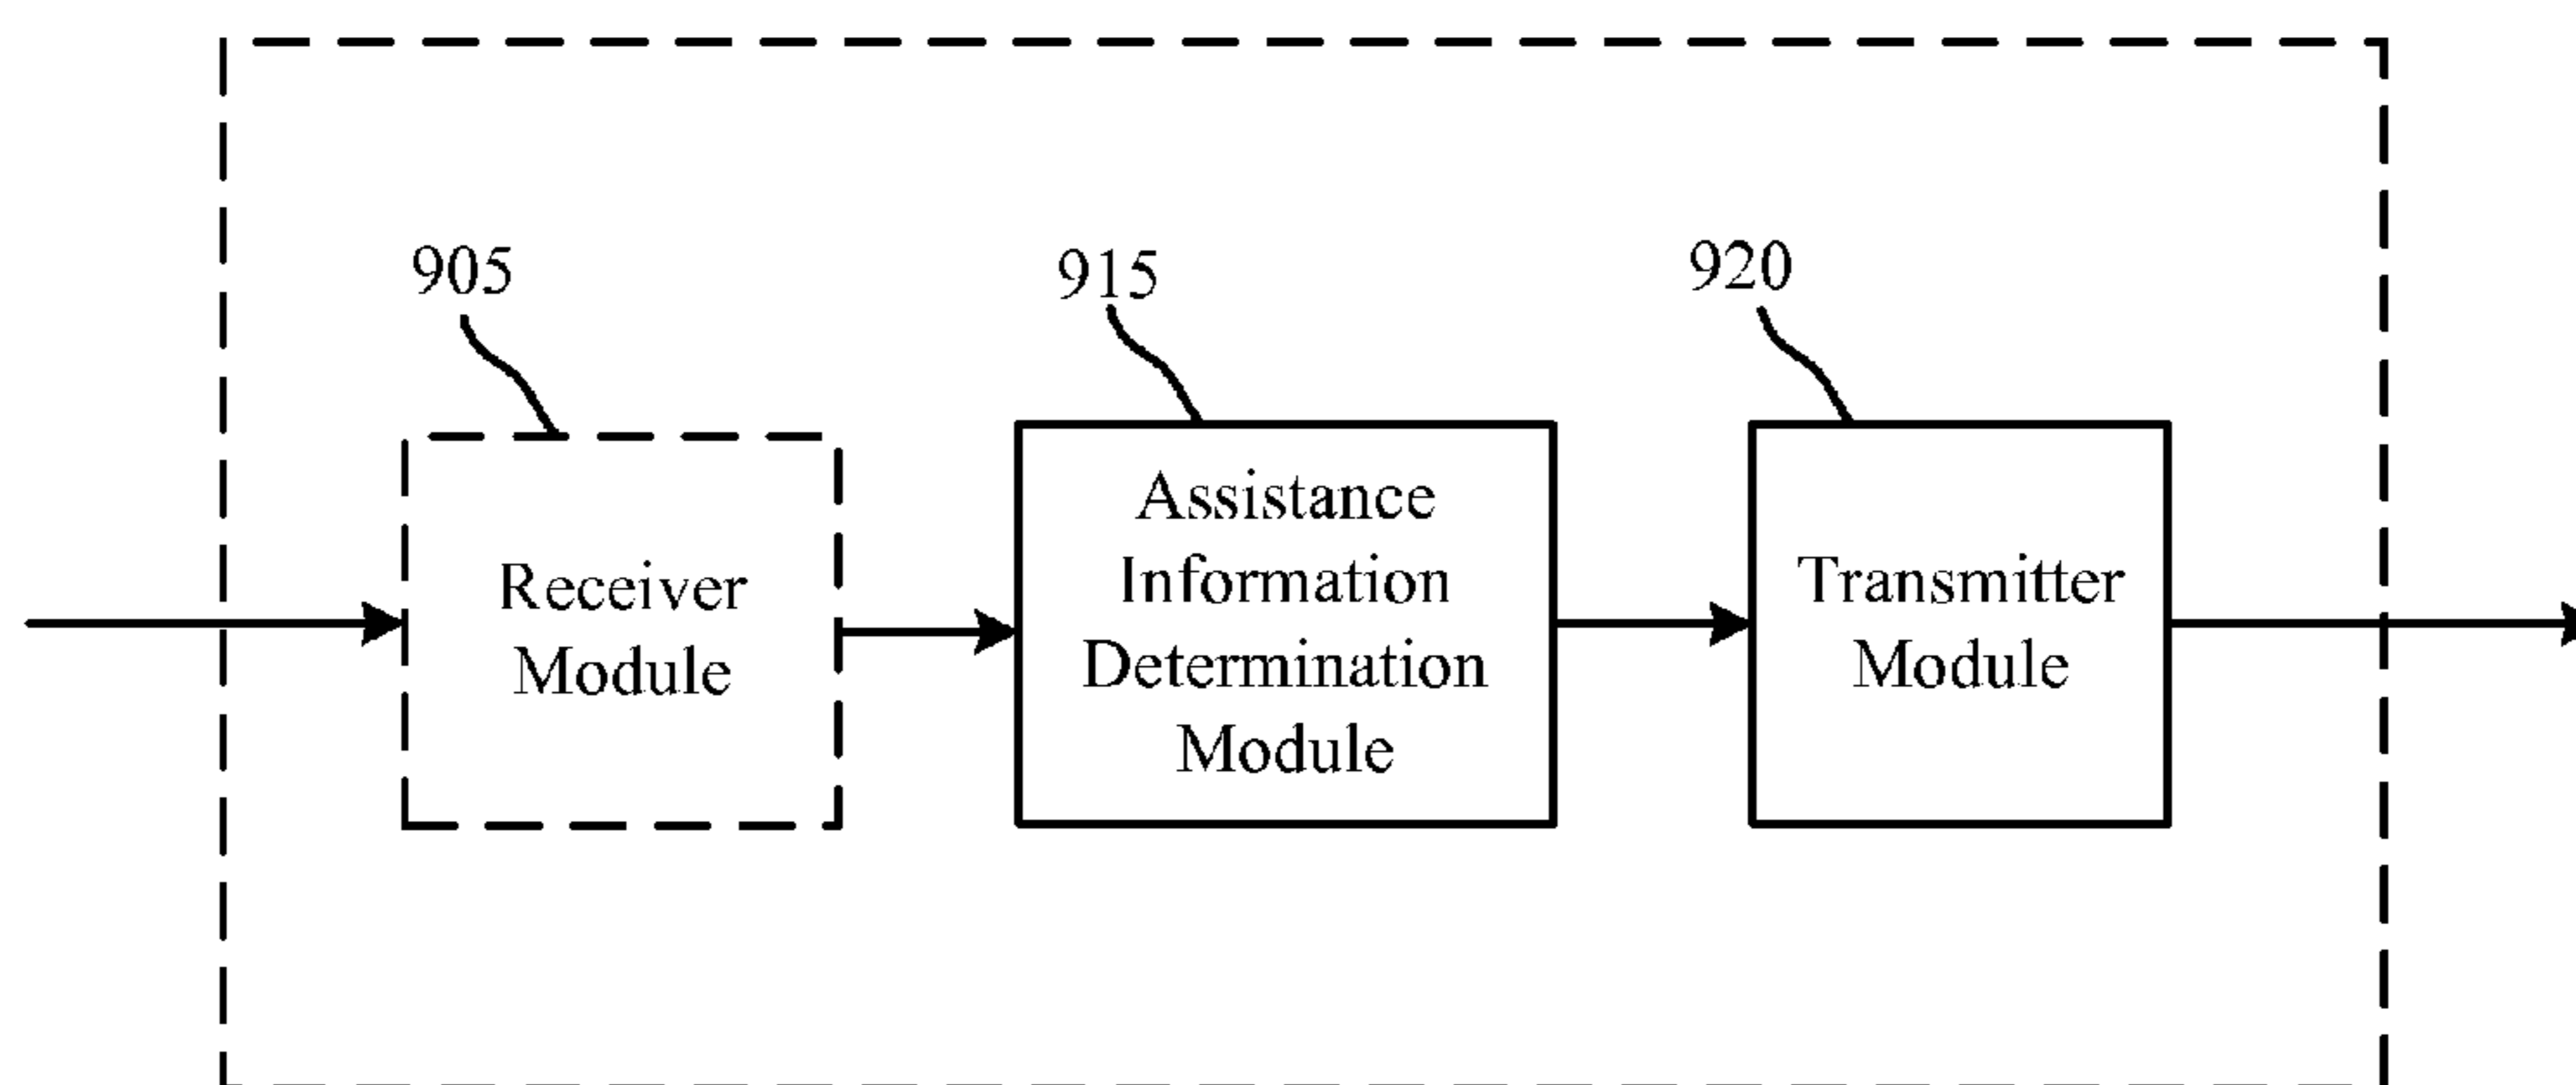 905
915
920
Receiver
Module
Assistance
Information
Determination
Module
Transmitter
Module